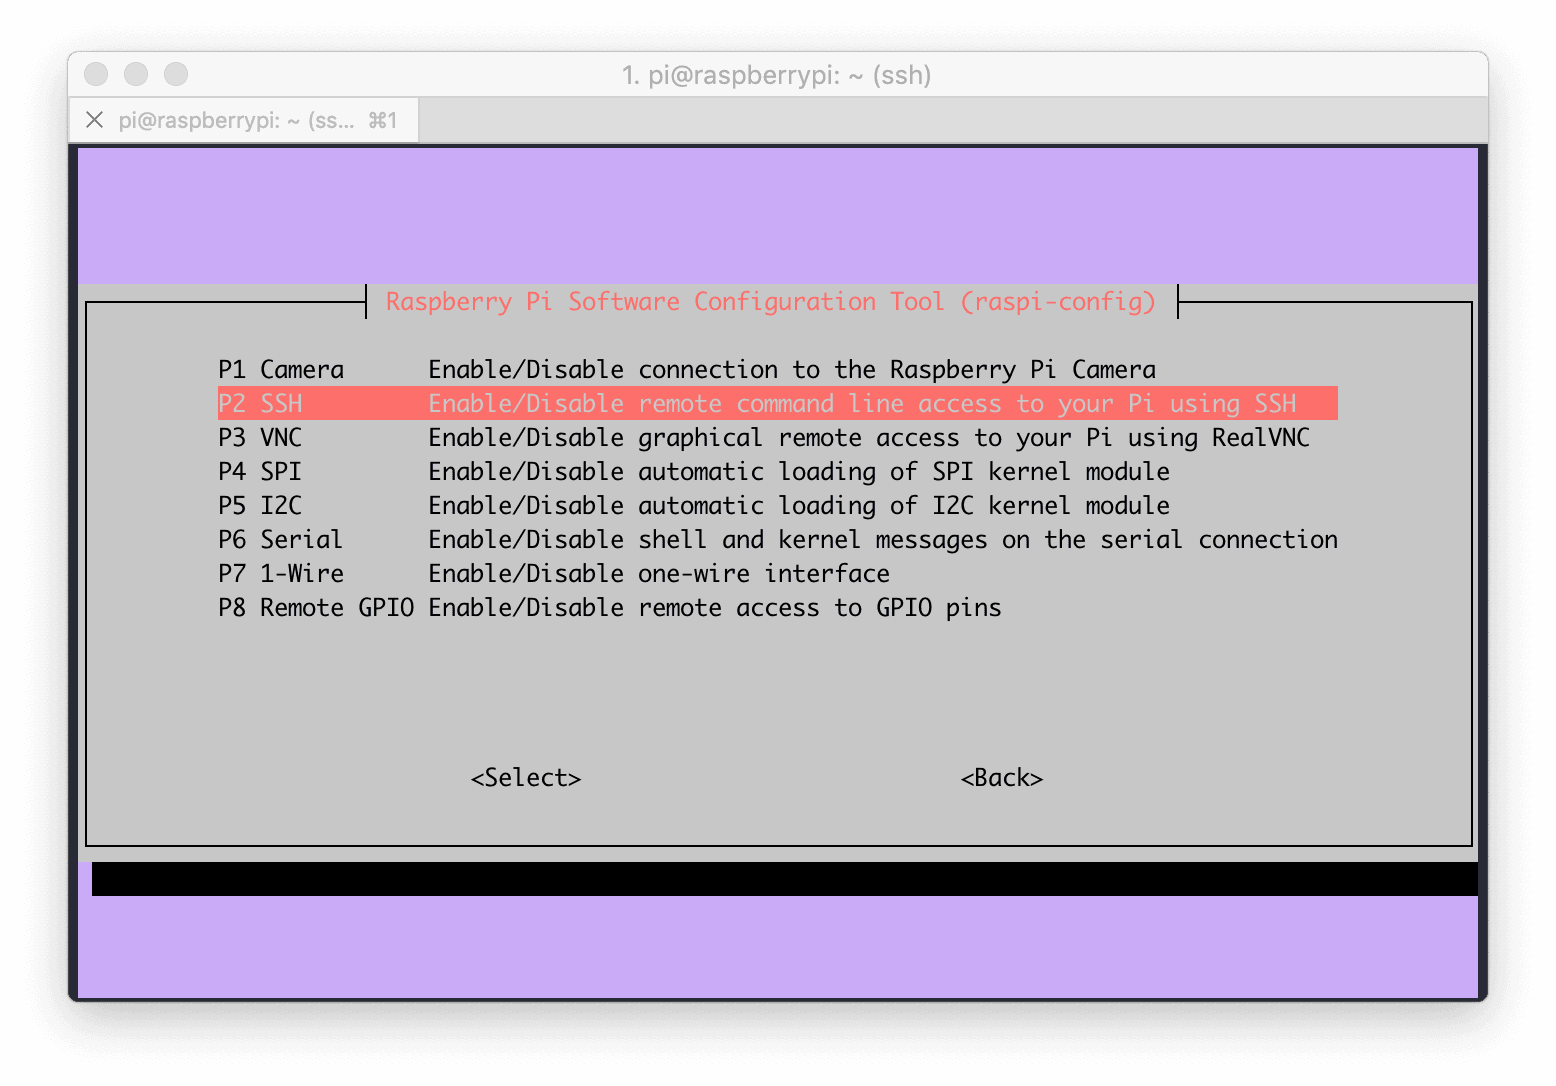 1. pi@raspberrypi: ~ (ssh)
pi@raspberrypi: ~ (ss... ⌘1
Raspberry Pi Software Configuration Tool (raspi-config)
P1 Camera Enable/Disable connection to the Raspberry Pi Camera
P2 SSH Enable/Disable remote command line access to your Pi using SSH
P3 VNC Enable/Disable graphical remote access to your Pi using RealVNC
P4 SPI Enable/Disable automatic loading of SPI kernel module
P5 I2C Enable/Disable automatic loading of I2C kernel module
P6 Serial Enable/Disable shell and kernel messages on the serial connection
P7 1-Wire Enable/Disable one-wire interface
P8 Remote GPIO Enable/Disable remote access to GPIO pins
<Select> <Back>